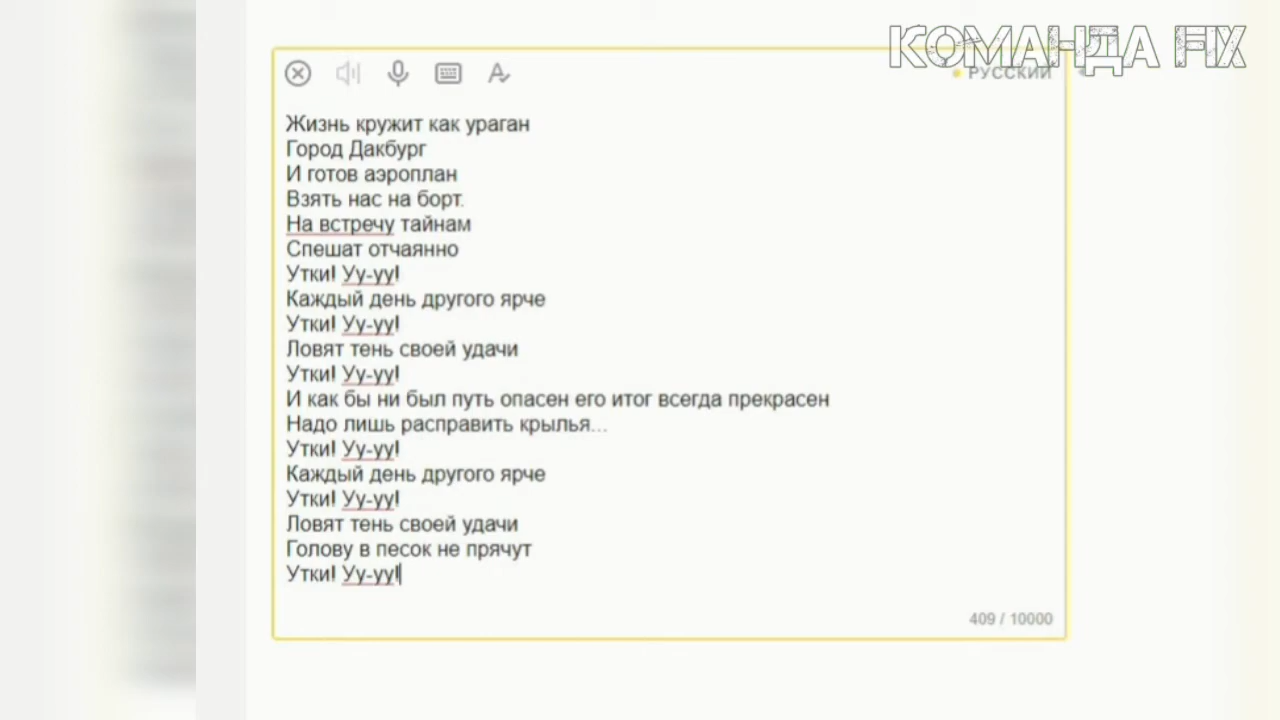 КОМАНДА FIX
РУССКИЙ
Жизнь кружит как ураган
Город Дакбург
И готов аэроплан
Взять нас на борт.
На встречу тайнам
Спешат отчаянно
Утки! Уу-уу!
Каждый день другого ярче
Утки! Уу-уу!
Ловят тень своей удачи
Утки! Уу-уу!
И как бы ни был путь опасен его итог всегда прекрасен
Надо лишь расправить крылья...
Утки! Уу-уу!
Каждый день другого ярче
Утки! Уу-уу!
Ловят тень своей удачи
Голову в песок не прячут
Утки! Уу-уу!
409 / 10000